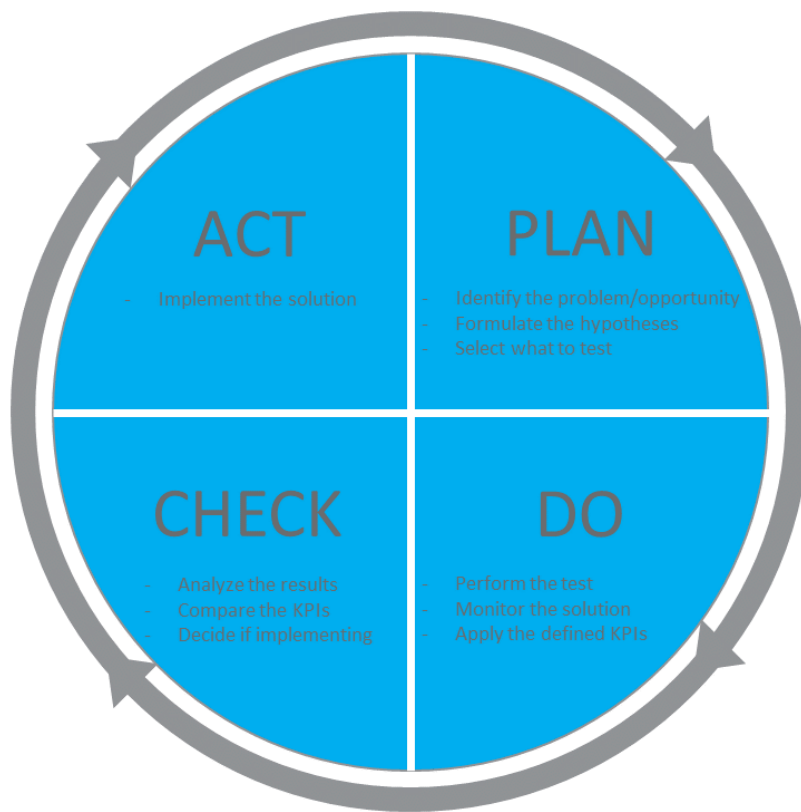 ACT
- Implement the solution
PLAN
- Identify the problem/opportunity
- Formulate the hypotheses
- Select what to test
CHECK
- Analyze the results
- Compare the KPIs
- Decide if implementing
DO
- Perform the test
- Monitor the solution
- Apply the defined KPIs